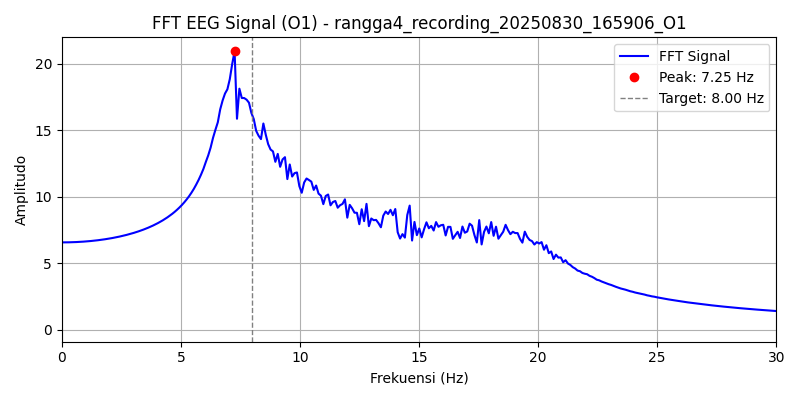 FFT EEG Signal (O1) - rangga4_recording_20250830_165906_O1
FFT Signal
Peak: 7.25 Hz
Target: 8.00 Hz
Amplitudo
20
15
10
5
0
0 5 10 15 20 25 30
Frekuensi (Hz)